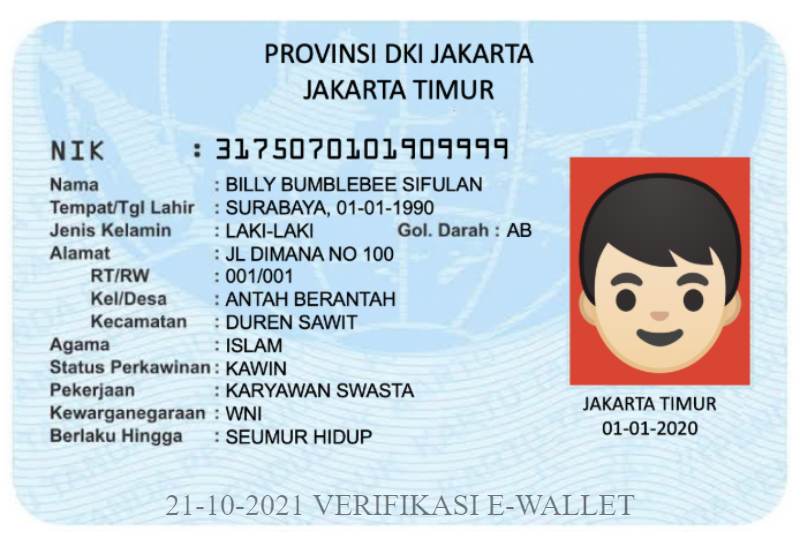 PROVINSI DKI JAKARTA
JAKARTA TIMUR
NIK : 3175070101909999
Nama : BILLY BUMBLEBEE SIFULAN
Tempat/Tgl Lahir : SURABAYA, 01-01-1990
Jenis Kelamin : LAKI-LAKI Gol. Darah : AB
Alamat : JL DIMANA NO 100
RT/RW : 001/001
Kel/Desa : ANTAH BERANTAH
Kecamatan : DUREN SAWIT
Agama : ISLAM
Status Perkawinan : KAWIN
Pekerjaan : KARYAWAN SWASTA
Kewarganegaraan : WNI
Berlaku Hingga : SEUMUR HIDUP
JAKARTA TIMUR
01-01-2020
21-10-2021 VERIFIKASI E-WALLET